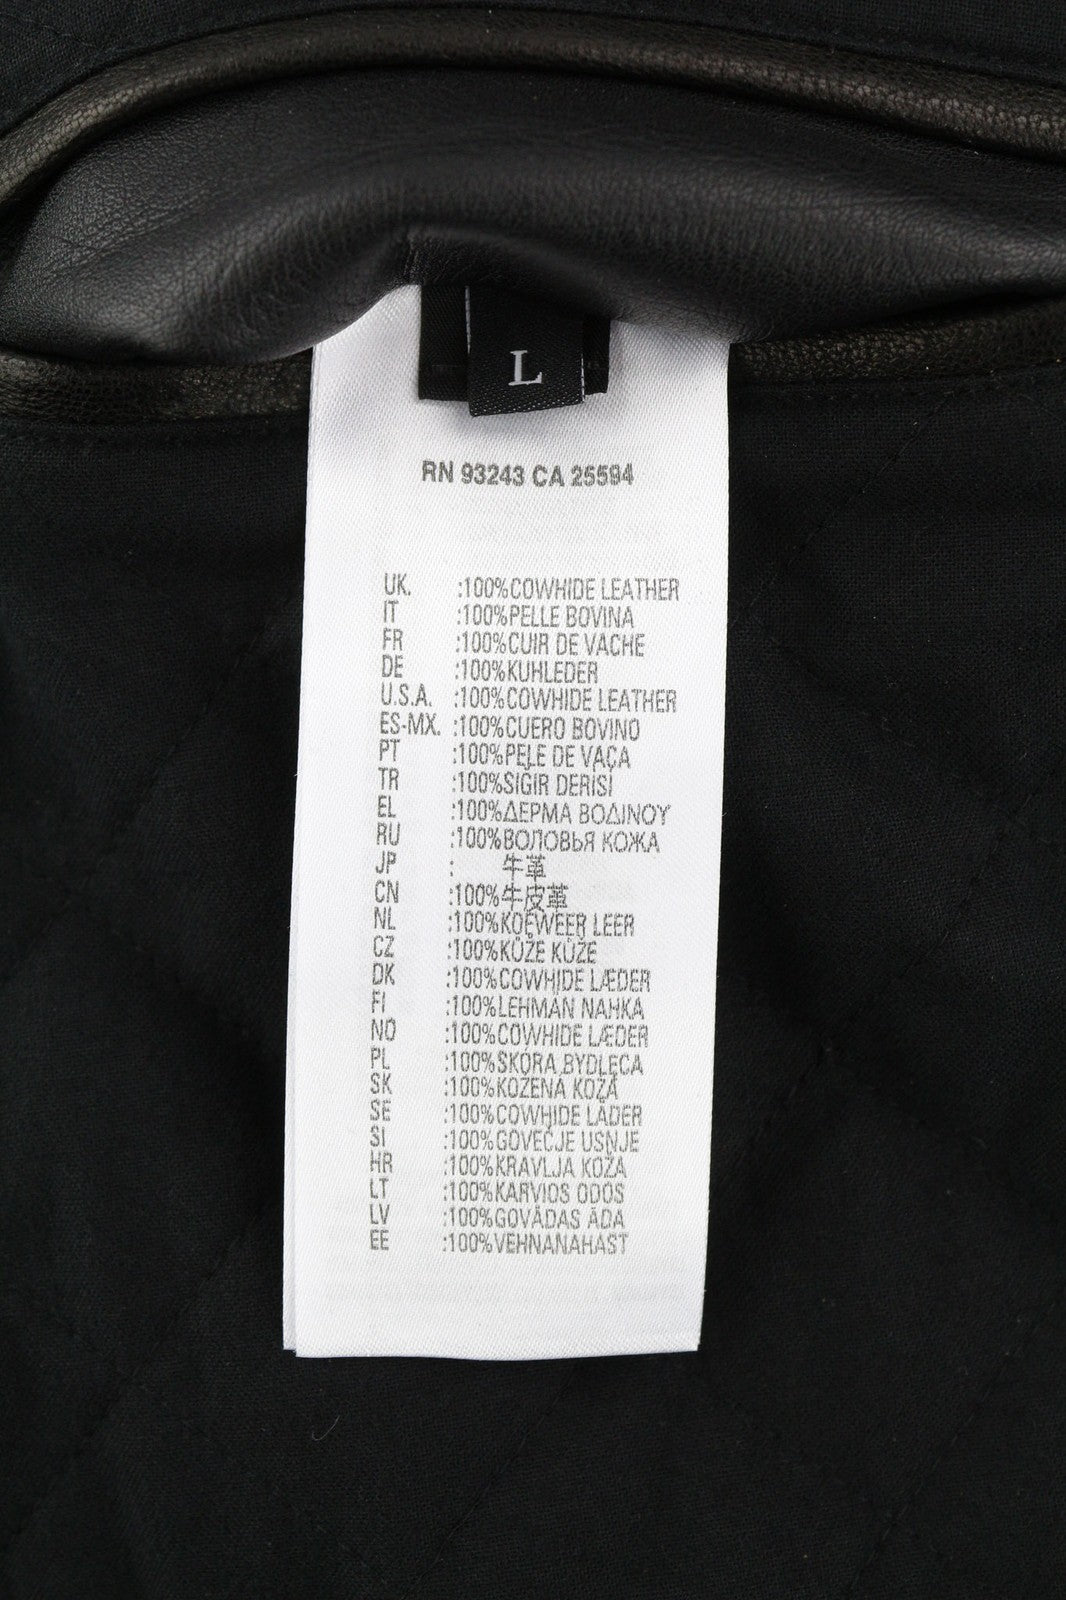 L
RN 93243 CA 25594
UK. :100%COWHIDE LEATHER
IT :100%PELLE BOVINA
FR :100%CUIR DE VACHE
DE :100%KUHLEDER
U.S.A. :100%COWHIDE LEATHER
ES-MX. :100%CUERO BOVINO
PT :100%PELE DE VACA
TR :100%SIĞIR DERISİ
EL :100%ΔΕΡΜΑ ΒΟΔΙΝΟΥ
RU :100%ВОЛОВЬЯ КОЖА
JP : 牛革
CN :100%牛皮革
NL :100%KOEWEER LEER
CZ :100%KŮŽE KŮŽE
DK :100%COWHIDE LÆDER
FI :100%LEHMAN NAHKA
NO :100%COWHIDE LÆDER
PL :100%SKÓRA BYDLĘCA
SK :100%KOŽENÁ KOŽA
SE :100%COWHIDE LÄDER
SI :100%GOVEČJE USNJE
HR :100%KRAVLJA KOŽA
LT :100%KARVIOS ODOS
LV :100%GOVĀDAS ĀDA
EE :100%VEHNANAHAST